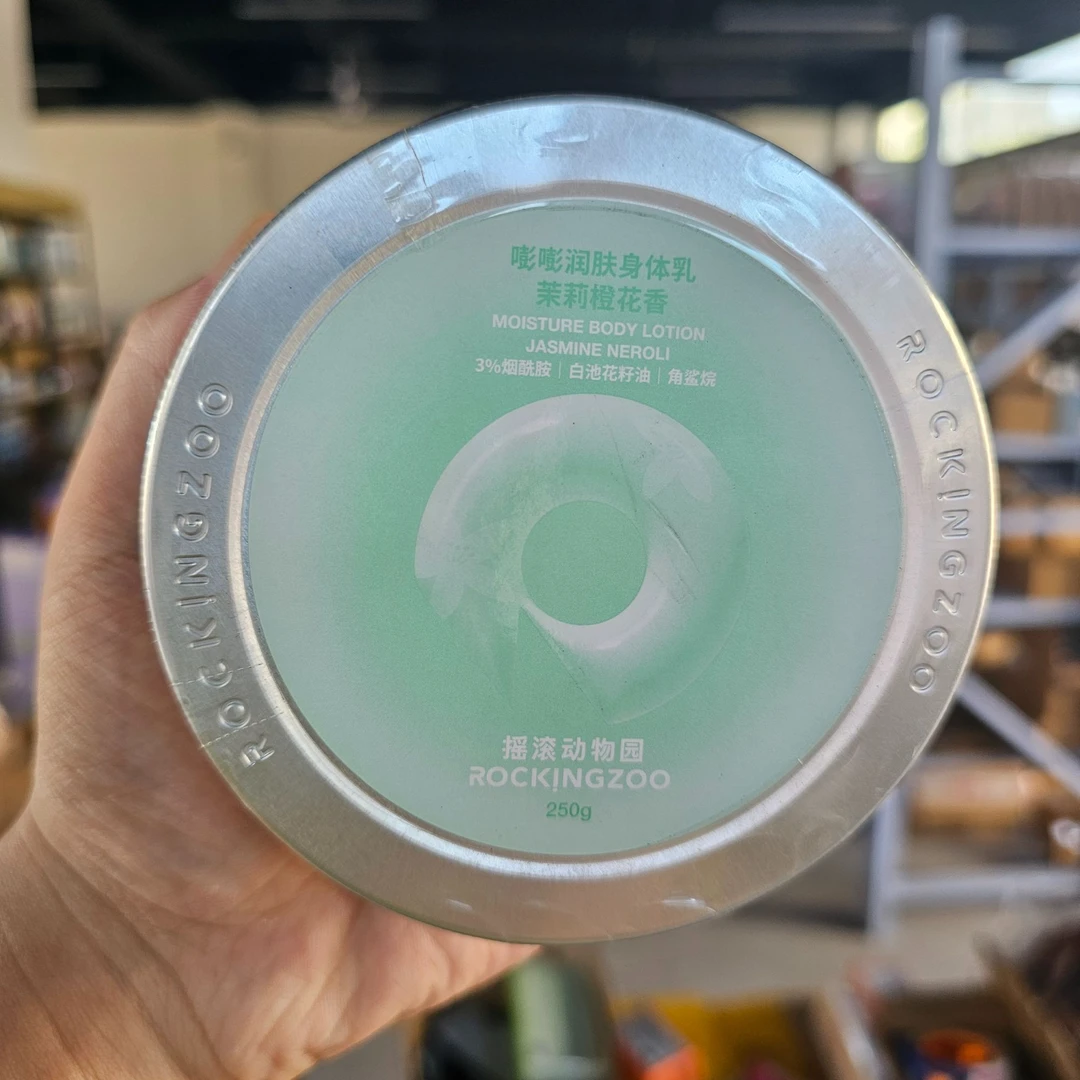 嘭嘭润肤身体乳
茉莉橙花香
MOISTURE BODY LOTION
JASMINE NEROLI
3%烟酰胺｜白池花籽油｜角鲨烷
摇滚动物园
ROCKINGZOO
250g
ROCKINGZOO
ROCKINGZOO